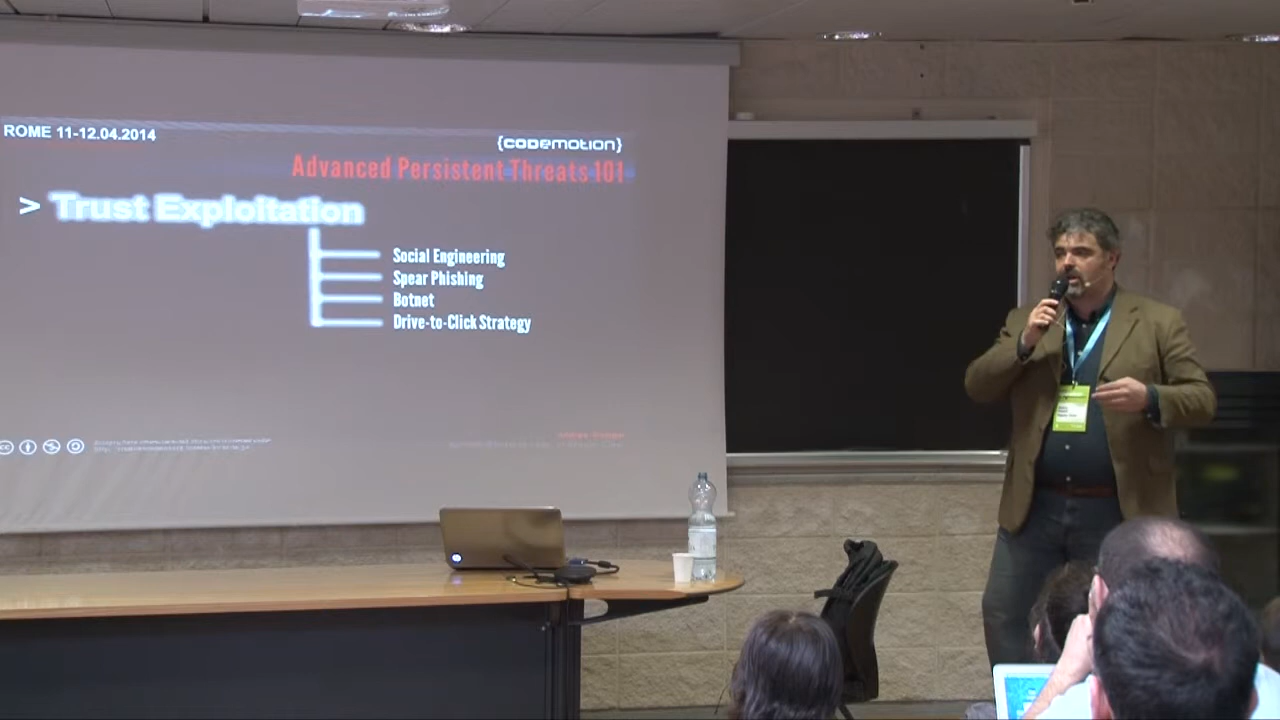 ROME 11-12.04.2014
{CODEMOTION}
Advanced Persistent Threats 101
> Trust Exploitation
Social Engineering
Spear Phishing
Botnet
Drive-to-Click Strategy